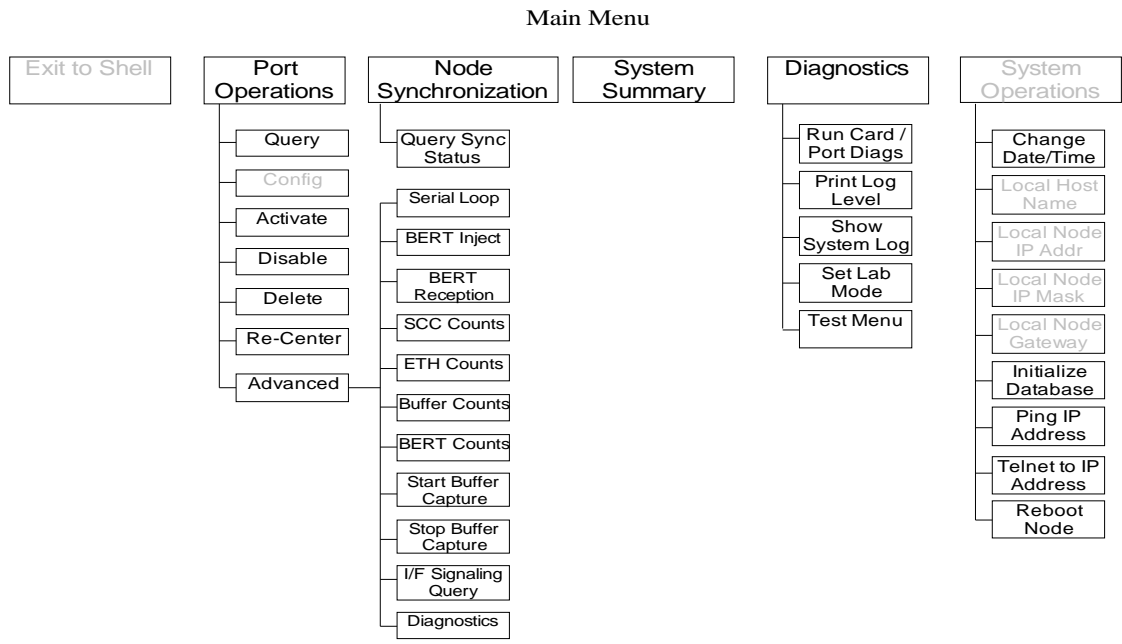 Main Menu
Exit to Shell
Port
Operations
Node
Synchronization
System
Summary
Diagnostics
System
Operations
Query
Config
Activate
Disable
Delete
Re-Center
Advanced
Query Sync
Status
Serial Loop
BERT Inject
BERT
Reception
SCC Counts
ETH Counts
Buffer Counts
BERT Counts
Start Buffer
Capture
Stop Buffer
Capture
I/F Signaling
Query
Diagnostics
Run Card /
Port Diags
Print Log
Level
Show
System Log
Set Lab
Mode
Test Menu
Change
Date/Time
Local Host
Name
Local Node
IP Addr
Local Node
IP Mask
Local Node
Gateway
Initialize
Database
Ping IP
Address
Telnet to IP
Address
Reboot
Node